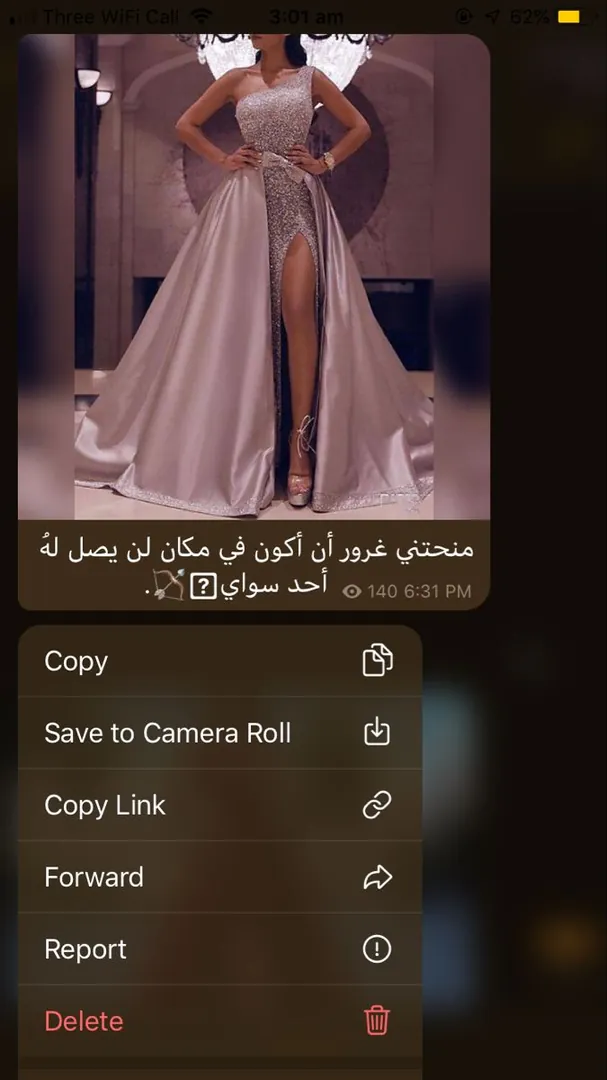 Three WiFi Call 3:01 am 62%
منحتني غرور أن أكون في مكان لن يصل لهُ
أحد سواي⍰🏹.
140 6:31 PM
Copy
Save to Camera Roll
Copy Link
Forward
Report
Delete